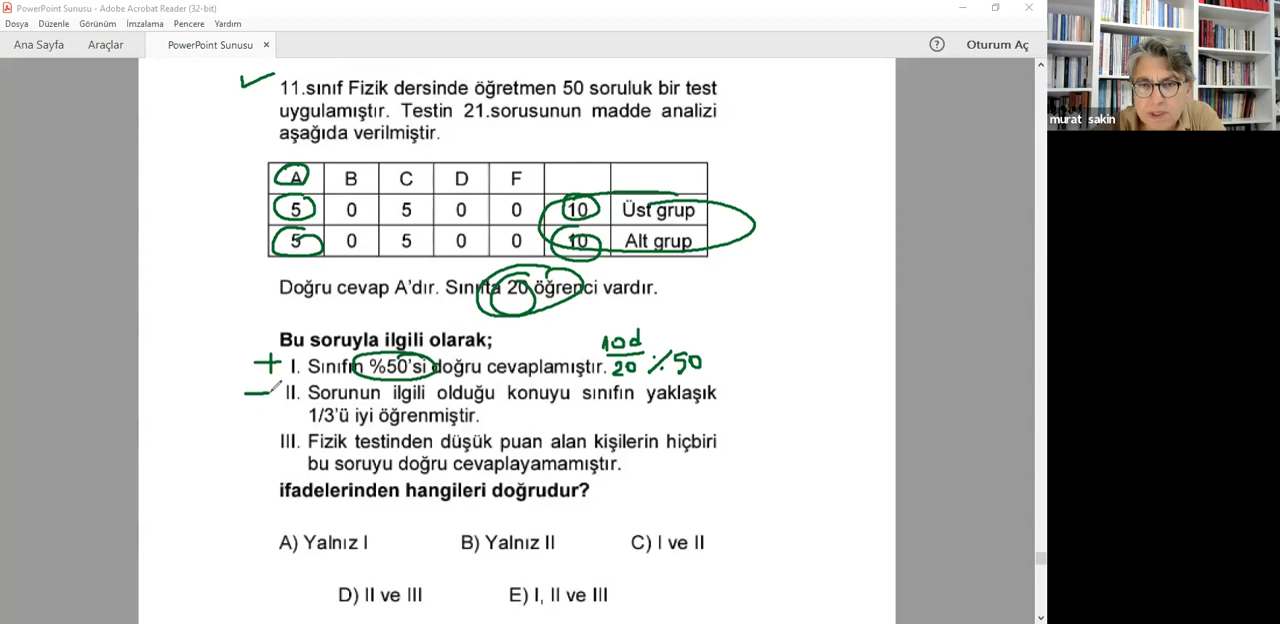 PowerPoint Sunusu - Adobe Acrobat Reader (32-bit)
Dosya Düzenle Görünüm İmzalama Pencere Yardım
Ana Sayfa Araçlar PowerPoint Sunusu × ? Oturum Aç
murat sakin
11.sınıf Fizik dersinde öğretmen 50 soruluk bir test
uygulamıştır. Testin 21.sorusunun madde analizi
aşağıda verilmiştir.
A B C D F
5 0 5 0 0 10 Üst grup
5 0 5 0 0 10 Alt grup
Doğru cevap A'dır. Sınıfta 20 öğrenci vardır.
Bu soruyla ilgili olarak;
10d
+ I. Sınıfın %50'si doğru cevaplamıştır. 20 %50
– II. Sorunun ilgili olduğu konuyu sınıfın yaklaşık
1/3'ü iyi öğrenmiştir.
III. Fizik testinden düşük puan alan kişilerin hiçbiri
bu soruyu doğru cevaplayamamıştır.
ifadelerinden hangileri doğrudur?
A) Yalnız I B) Yalnız II C) I ve II
D) II ve III E) I, II ve III